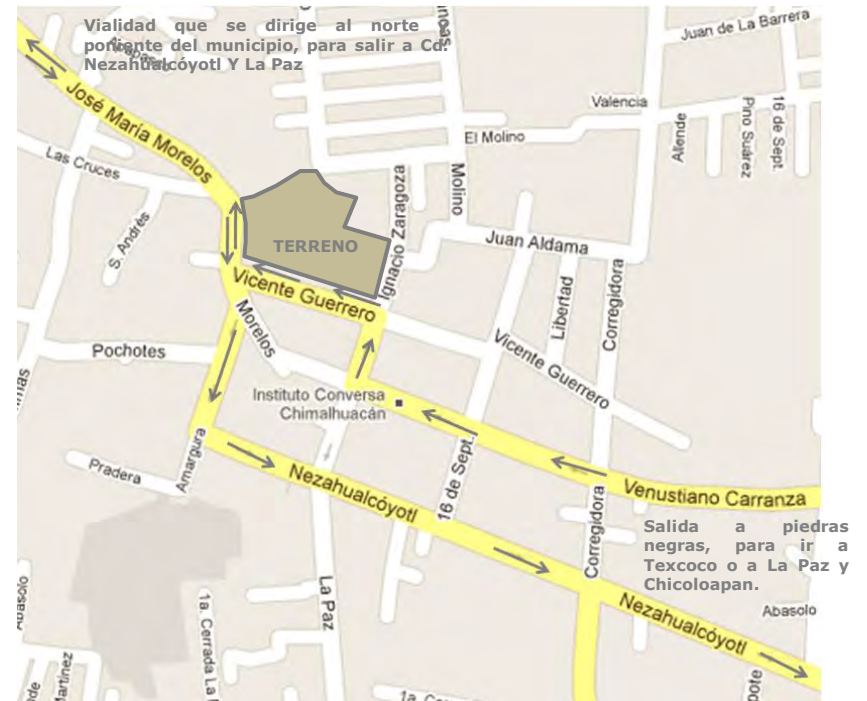 Vialidad que se dirige al norte
poniente del municipio, para salir a Cd.
Nezahualcóyotl Y La Paz
Juan de La Barrera
José María Morelos
Valencia
16 de Sept.
Pino Suárez
Allende
El Molino
Las Cruces
Molino
Ignacio Zaragoza
S. Andrés
TERRENO
Juan Aldama
Vicente Guerrero
Libertad
Corregidora
Morelos
Vicente Guerrero
Pochotes
Instituto Conversa
Chimalhuacán
Amargura
Pradera
Nezahualcóyotl
16 de Sept.
Venustiano Carranza
Corregidora
Salida a piedras
negras, para ir a
Texcoco o a La Paz y
Chicoloapan.
Abasolo
La Paz
1a. Cerrada La
Nezahualcóyotl
Abasolo
Martínez
1a.